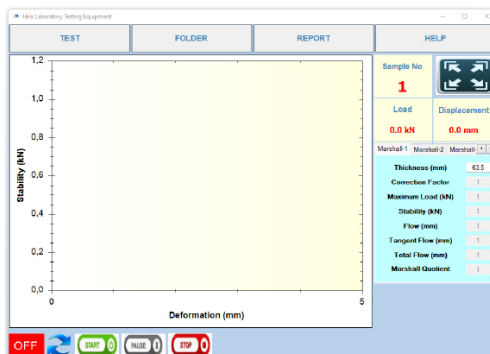 Hira Laboratory Testing Equipment
TEST
FOLDER
REPORT
HELP
Sample No
1
Load
Displacement
0.0 kN
0.0 mm
Marshall-1
Marshall-2
Marshall-
Thickness (mm)
63.5
Correction Factor
1
Maximum Load (kN)
1
Stability (kN)
1
Flow (mm)
1
Tangent Flow (mm)
1
Total Flow (mm)
1
Marshall Quotient
1
Stability (kN)
1,2
1,0
0,8
0,6
0,4
0,2
0,0
0
5
Deformation (mm)
OFF
START
PAUSE
STOP